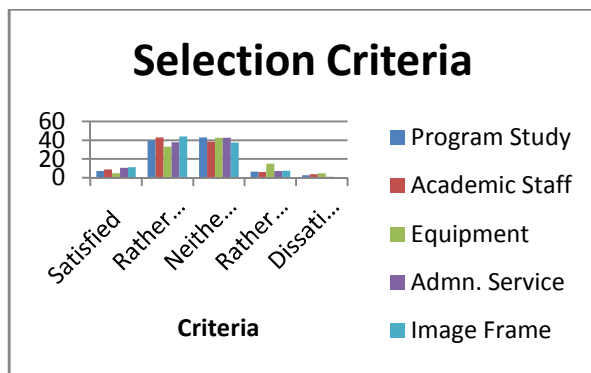 Selection Criteria
60
40
20
0
Satisfied
Rather...
Neithe...
Rather...
Dissati...
Criteria
Program Study
Academic Staff
Equipment
Admn. Service
Image Frame